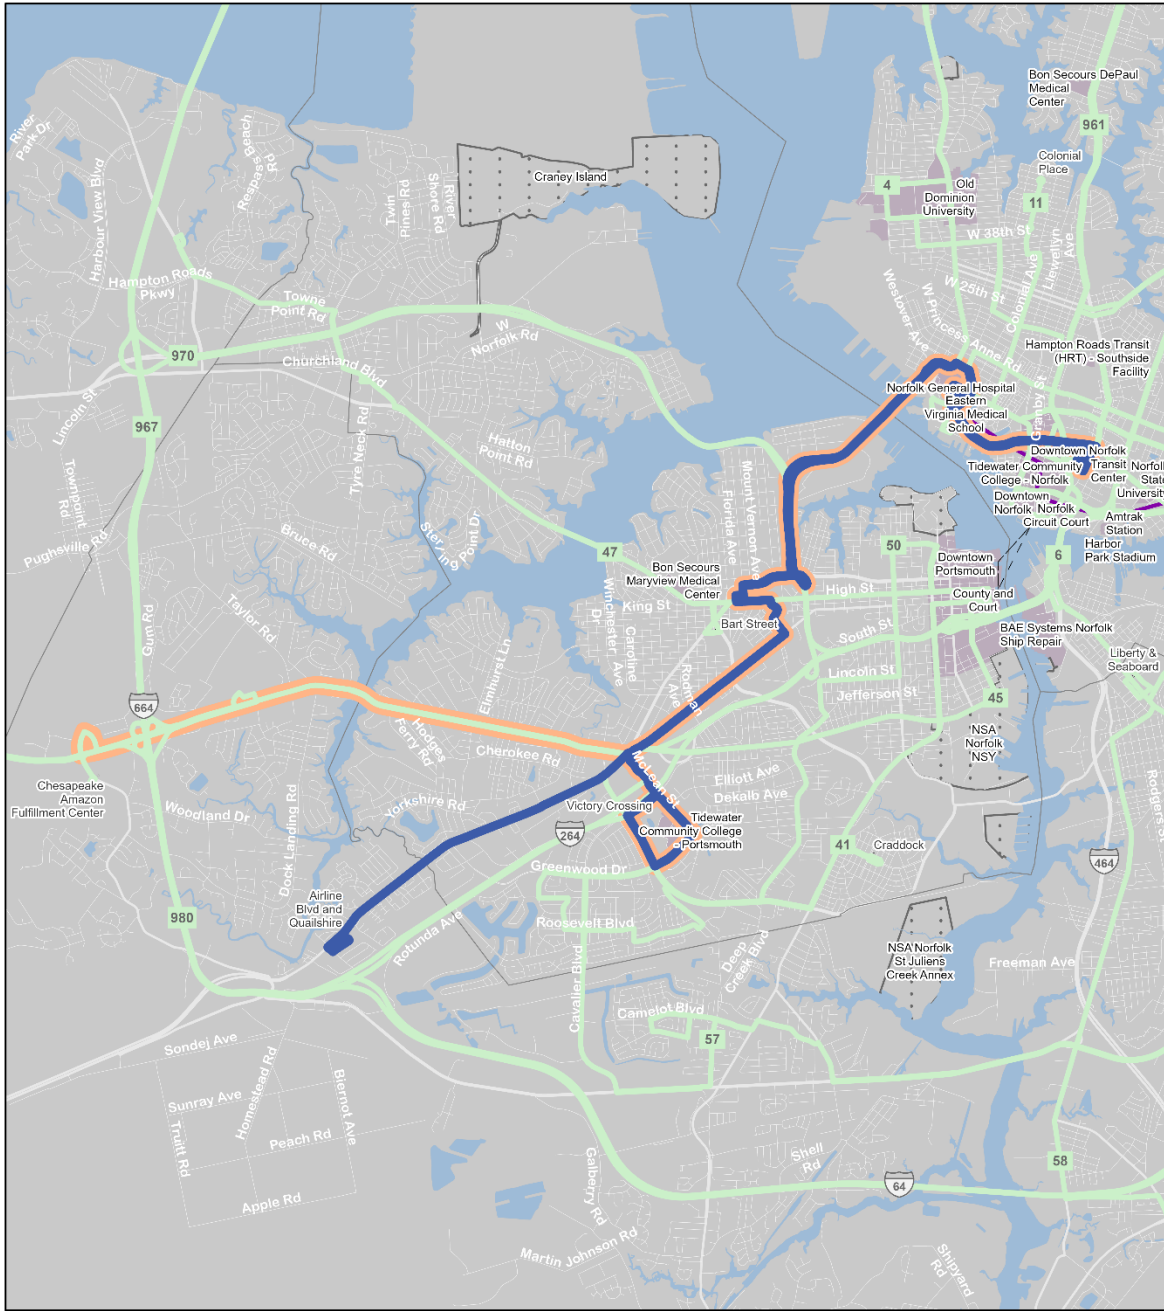 Bon Secours DePaul
Medical
Center
961
River
Park Dr
Respass Beach
Rd
Colonial
Place
Craney Island
Harbour View Blvd
Twin
Pines Rd
River
Shore Rd
4
Old
Dominion
University
11
W 38th St
Llewellyn
Ave
Hampton Roads
Pkwy
Towne
Point Rd
W 25th St
Colonial Ave
Westover Ave
W Princess Anne Rd
W
Norfolk Rd
970
Churchland Blvd
Hampton Roads Transit
(HRT) - Southside
Facility
Lincoln St
967
Norfolk General Hospital
Eastern
Virginia Medical
School
Granby St
Tyre Neck Rd
Hatton
Point Rd
Downtown Norfolk
Transit
Center
Townpoint
Rd
Mount Vernon Ave
Florida Ave
Tidewater Community
College - Norfolk
Norfolk
State
University
Downtown
Norfolk
Norfolk
Circuit Court
Amtrak
Station
Pughsville Rd
Bruce Rd
Sterling
Point Dr
47
50
6
Harbor
Park Stadium
Bon Secours
Maryview Medical
Center
Downtown
Portsmouth
Winchester
Dr
King St
High St
County and
Court
Taylor Rd
Gum Rd
Bart Street
South St
BAE Systems Norfolk
Ship Repair
Caroline
Ave
Elmhurst Ln
Rodman
Ave
Lincoln St
Liberty &
Seaboard
664
Jefferson St
45
Hodges
Ferry Rd
Cherokee Rd
McLean St
NSA
Norfolk
NSY
Elliott Ave
Chesapeake
Amazon
Fulfillment Center
Dekalb Ave
Yorkshire Rd
Victory Crossing
Woodland Dr
Dock Landing Rd
Tidewater
Community College
- Portsmouth
264
41
Craddock
464
Rodgers St
Greenwood Dr
Airline
Blvd and
Quailshire
980
Roosevelt Blvd
Rotunda Ave
Cavalier Blvd
Deep
Creek Blvd
NSA Norfolk
St Juliens
Creek Annex
Freeman Ave
Camelot Blvd
57
Sondej Ave
Homestead Rd
Biernot Ave
Sunray Ave
Truitt Rd
Peach Rd
Galberry Rd
Shell
Rd
58
64
Apple Rd
Martin Johnson Rd
Shipyard
Rd